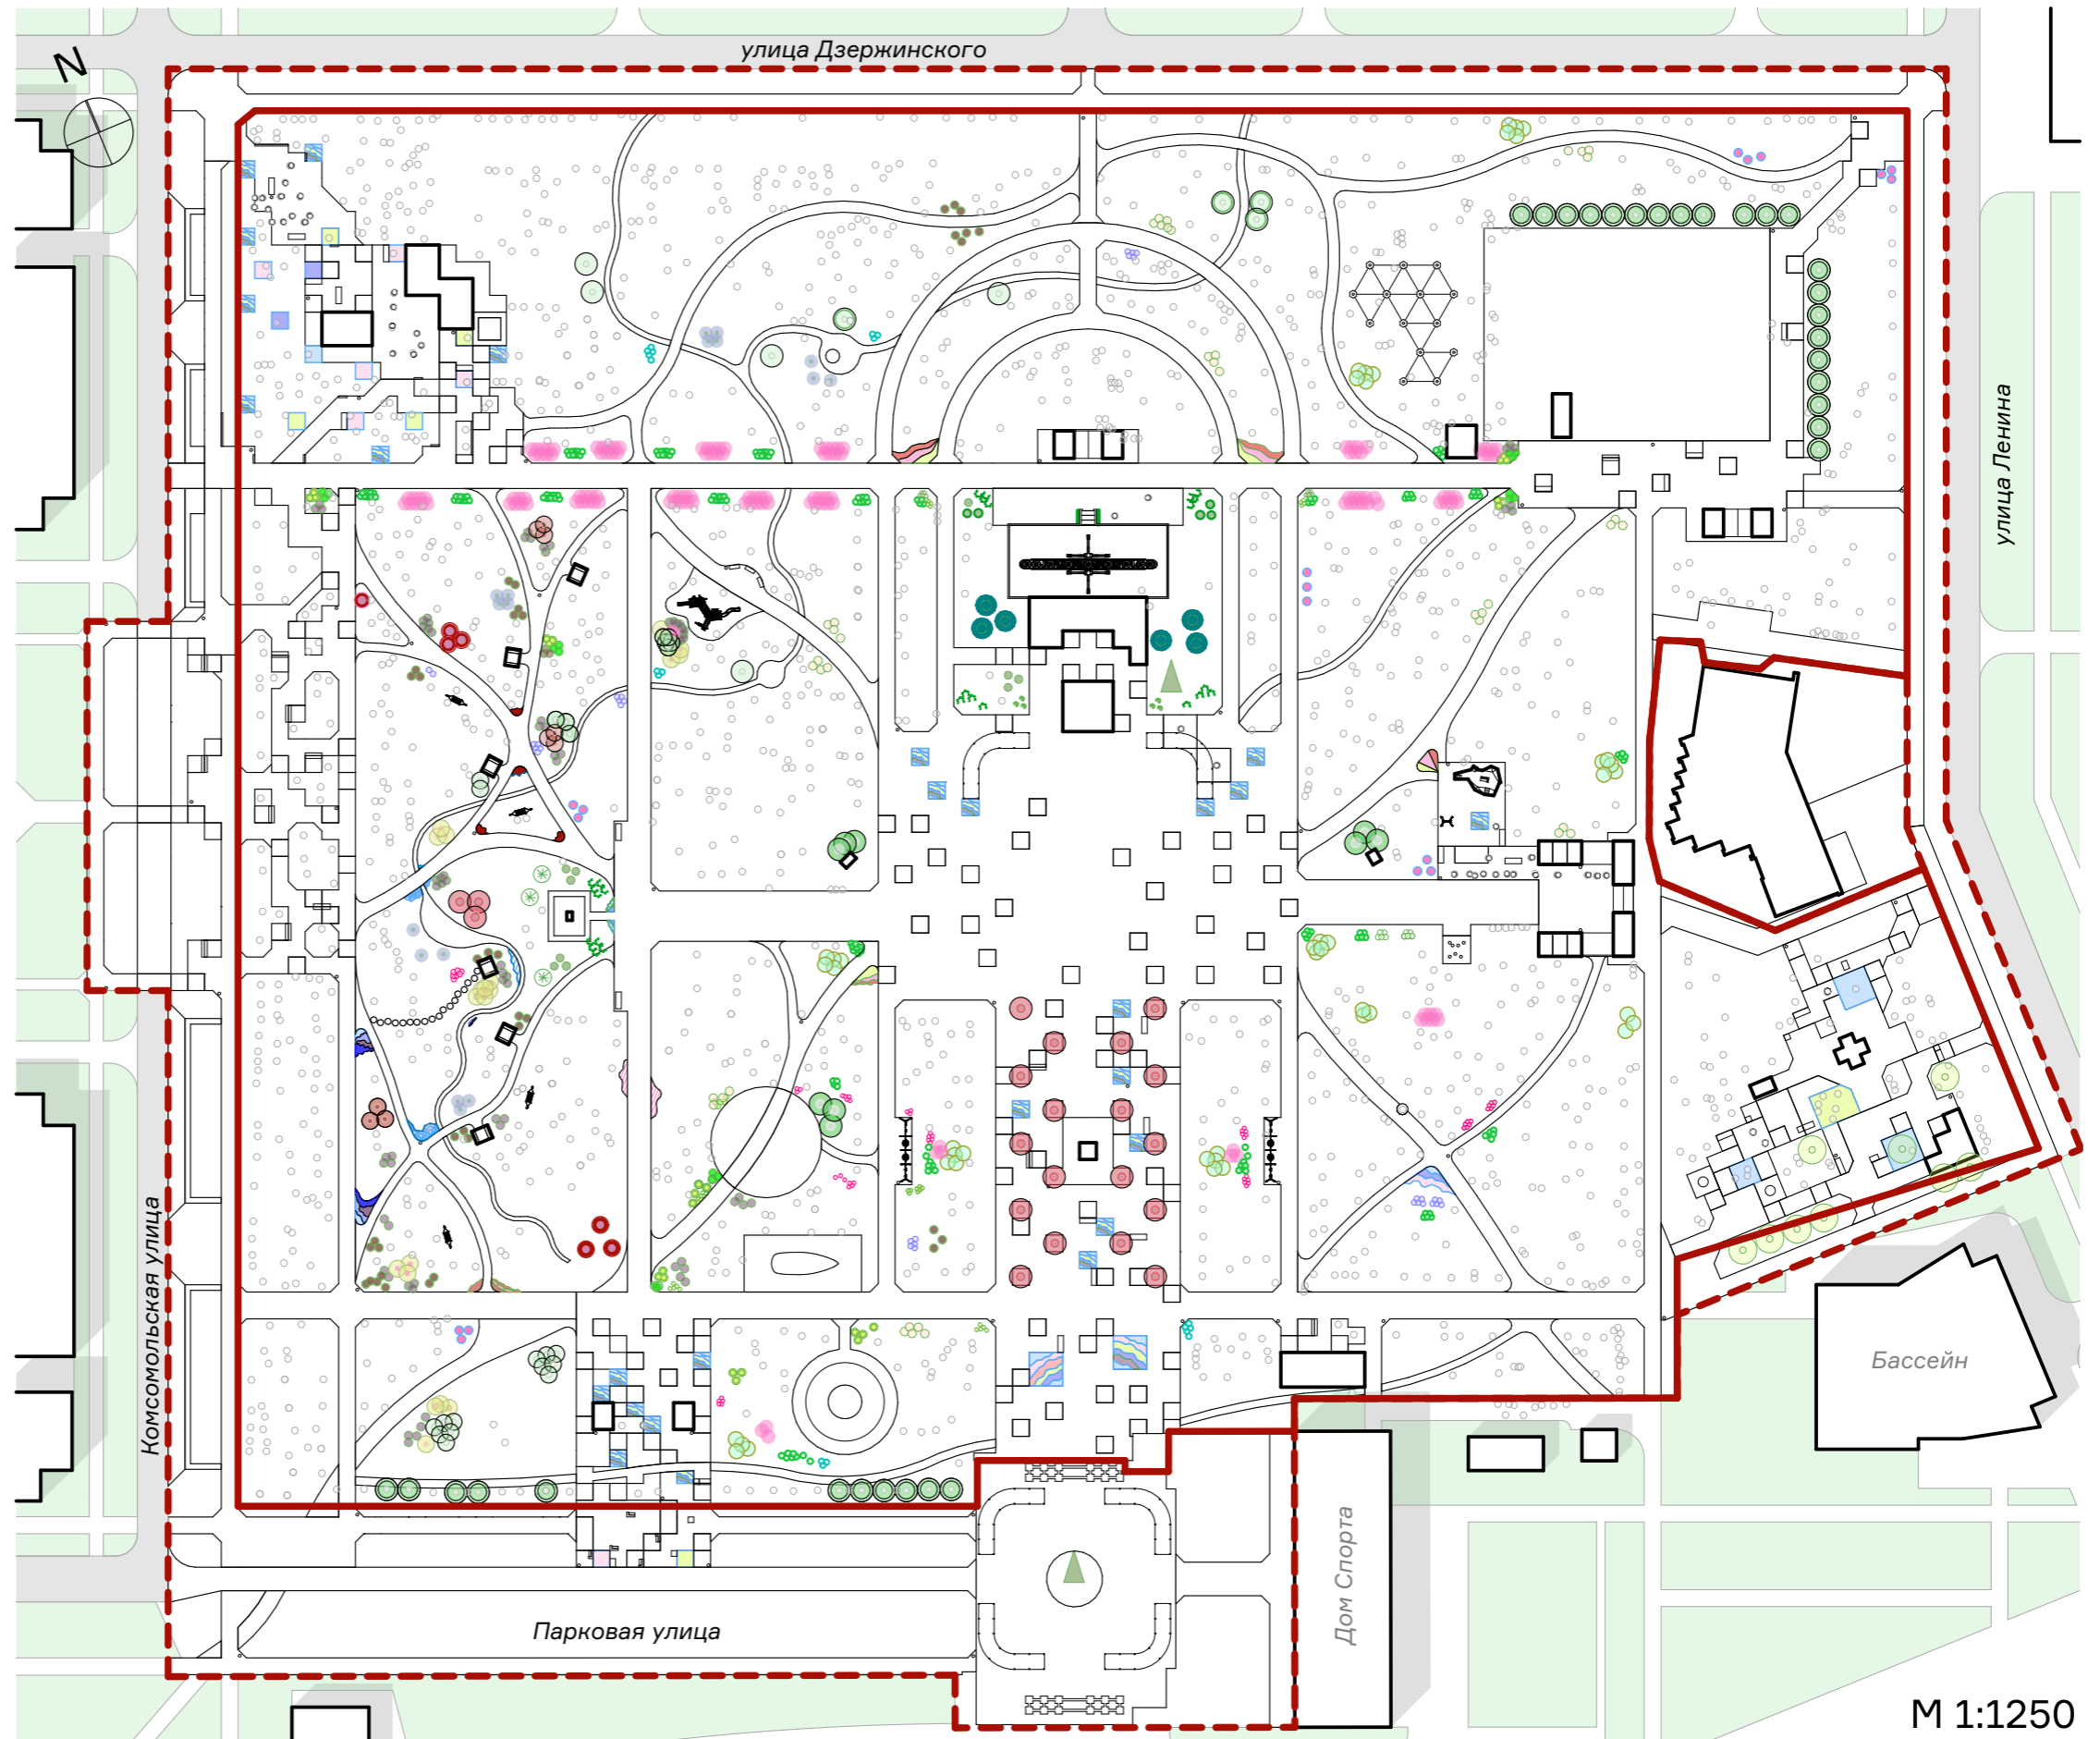 улица Дзержинского
N
улица Ленина
Комсомольская улица
Бассейн
Дом Спорта
Парковая улица
М 1:1250